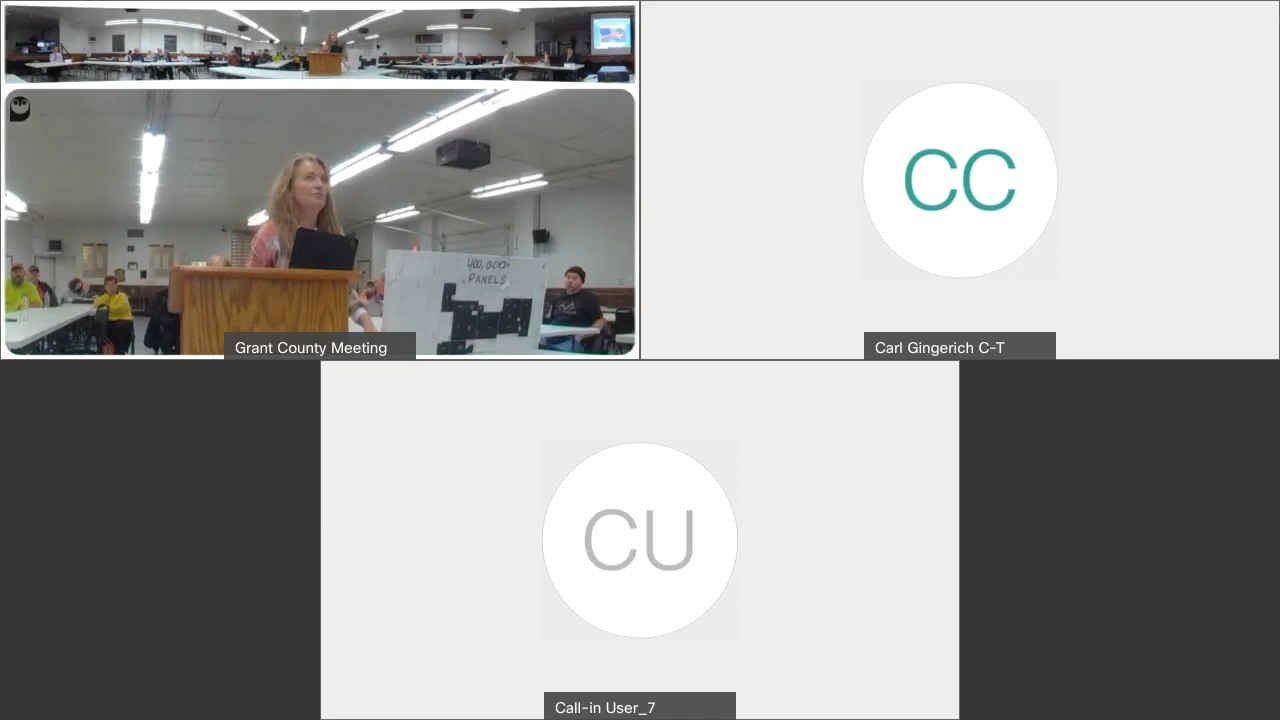 400,000+
PANELS
Grant County Meeting
Carl Gingerich C-T
CC
CU
Call-in User_7